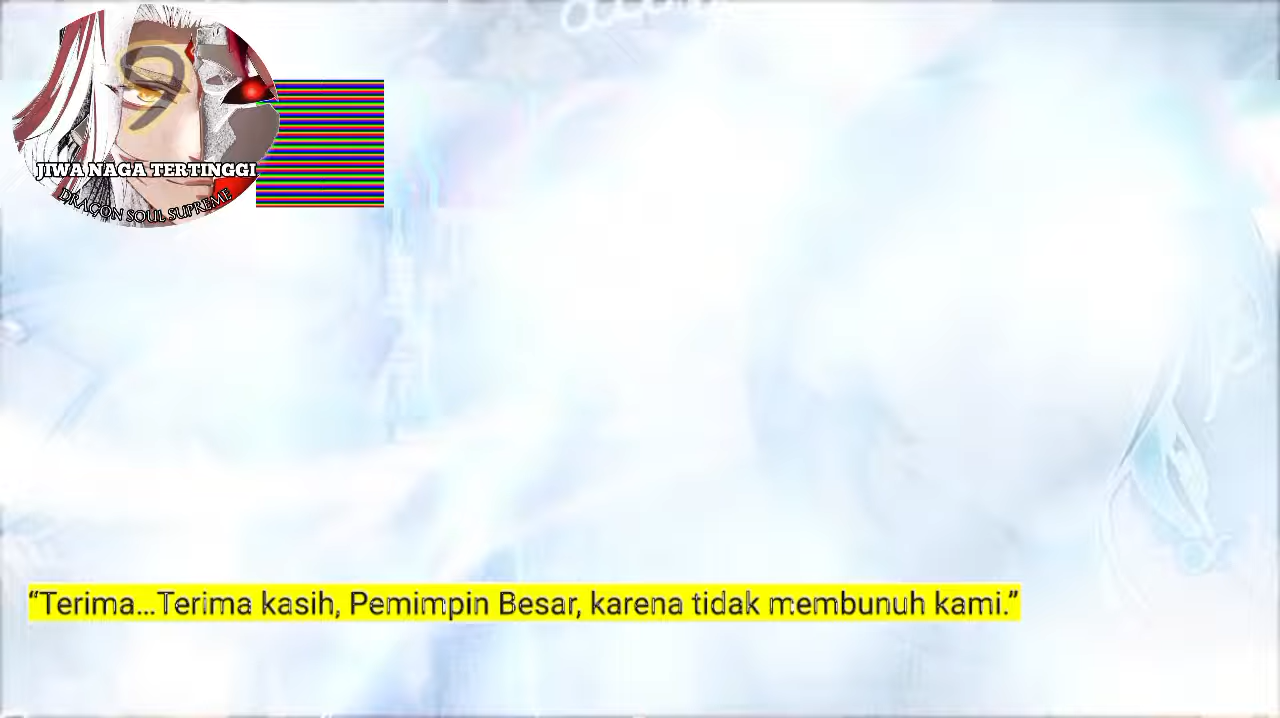 JIWA NAGA TERTINGGI
DRAGON SOUL SUPREME
“Terima...Terima kasih, Pemimpin Besar, karena tidak membunuh kami.”